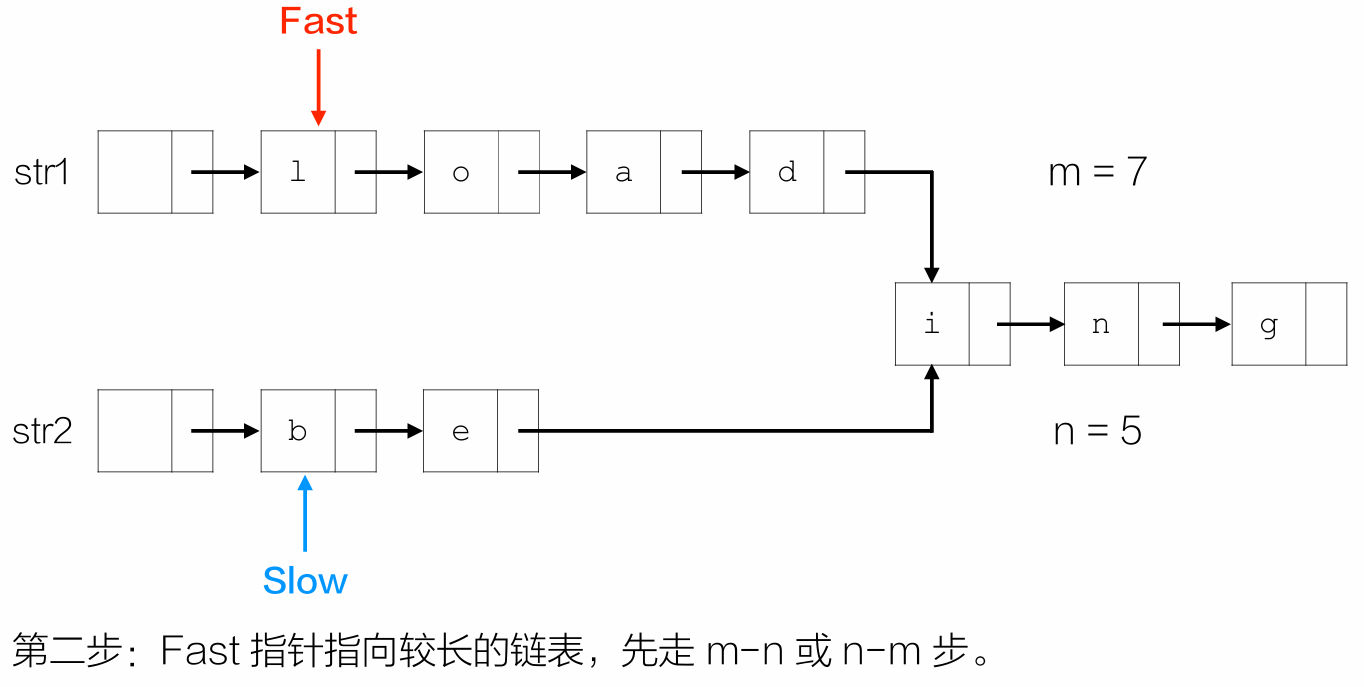 Fast
str1
l
o
a
d
m = 7
i
n
g
str2
b
e
n = 5
Slow
第二步：Fast 指针指向较长的链表，先走 m-n 或 n-m 步。